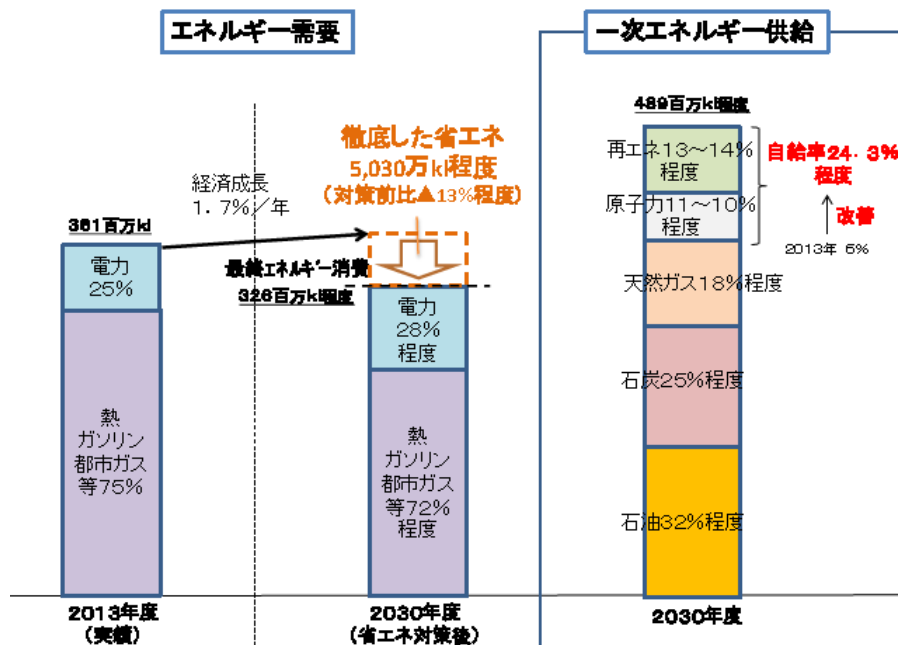 エネルギー需要
一次エネルギー供給
徹底した省エネ
5,030万kl程度
(対策前比▲13%程度)
経済成長
1.7%/年
361百万kl
最終エネルギー消費
326百万kl程度
電力
25%
熱
ガソリン
都市ガス
等75%
2013年度
(実績)
電力
28%
程度
熱
ガソリン
都市ガス
等72%
程度
2030年度
(省エネ対策後)
489百万kl程度
再エネ13~14%
程度
原子力11~10%
程度
天然ガス18%程度
石炭25%程度
石油32%程度
2030年度
自給率24.3%
程度
改善
2013年 6%